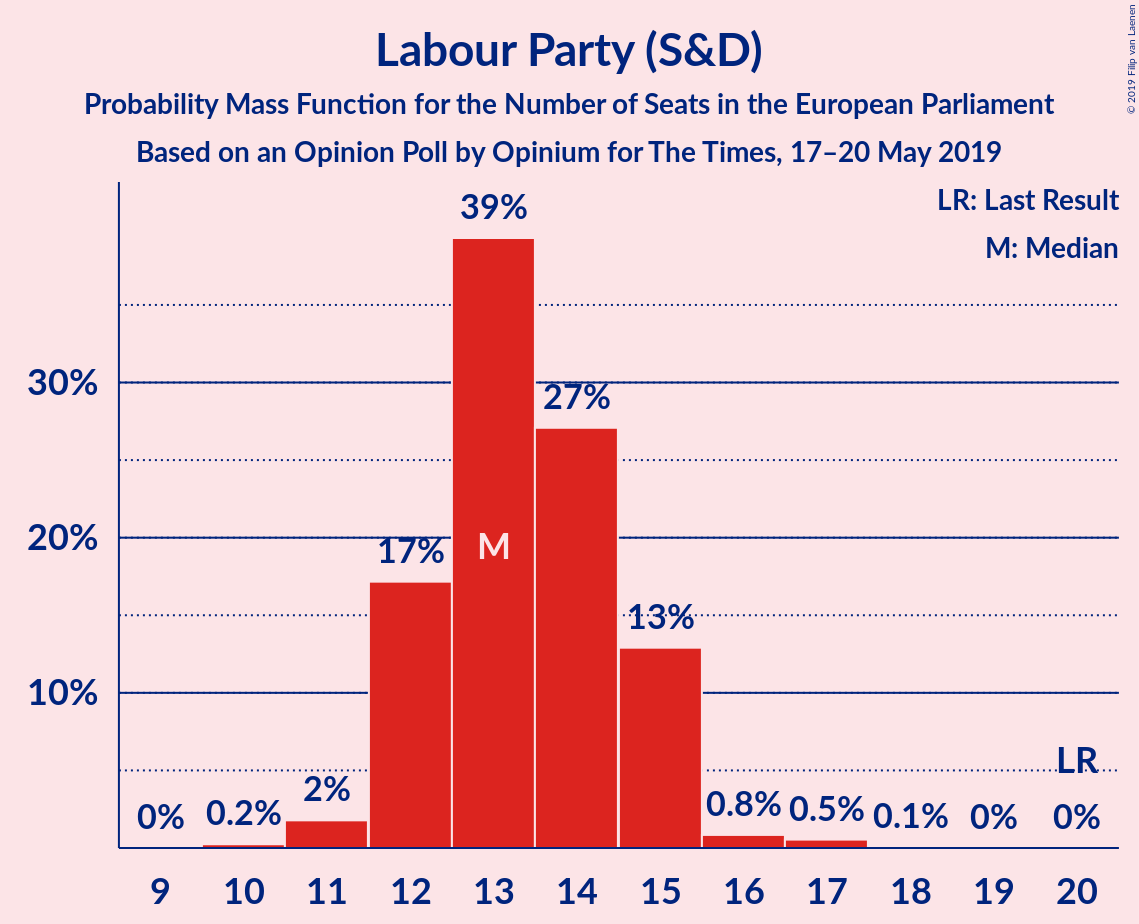 Labour Party (S&D)
Probability Mass Function for the Number of Seats in the European Parliament
Based on an Opinion Poll by Opinium for The Times, 17–20 May 2019
© 2019 Filip van Laenen
LR: Last Result
M: Median
39%
30%
27%
20%
17%
M
13%
10%
LR
0%
0.2%
2%
0.8%
0.5%
0.1%
0%
0%
9 10 11 12 13 14 15 16 17 18 19 20